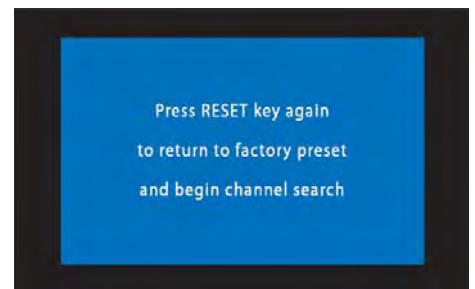 Press RESET key again
to return to factory preset
and begin channel search